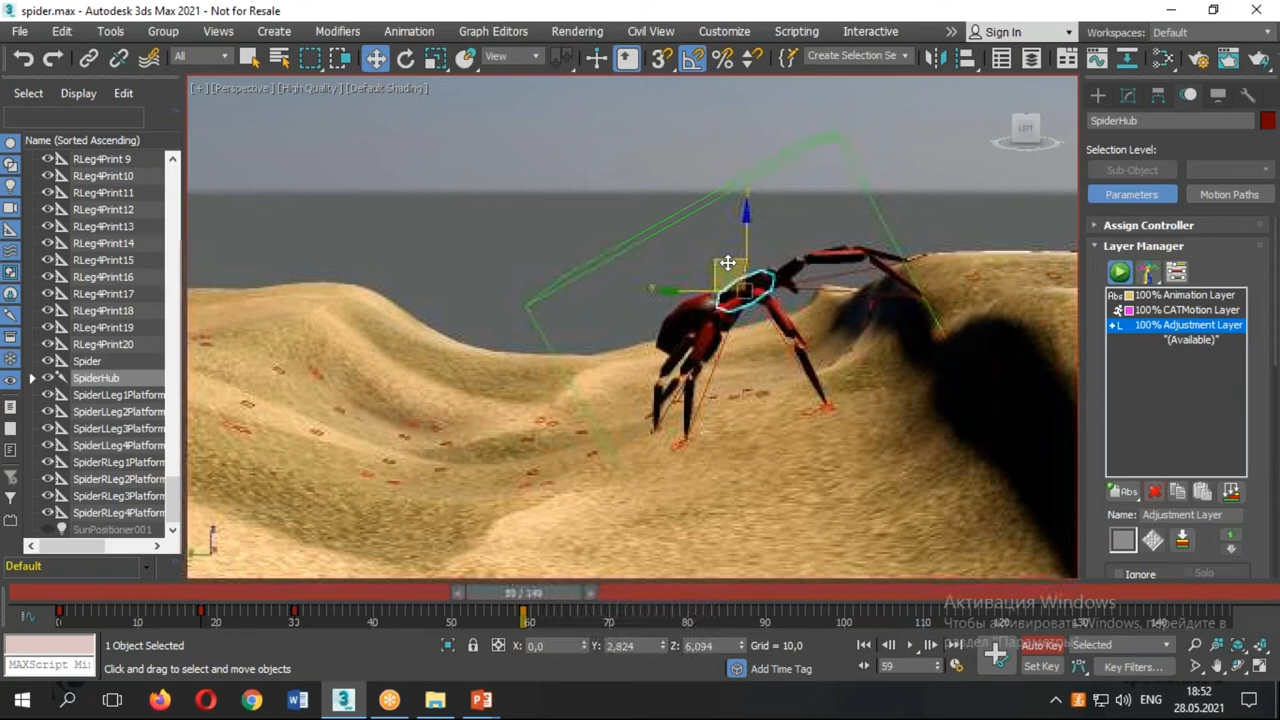 spider.max - Autodesk 3ds Max 2021 - Not for Resale
File Edit Tools Group Views Create Modifiers Animation Graph Editors Rendering Civil View Customize Scripting Interactive
Sign In
Workspaces: Default
All
View
Create Selection Se
Select Display Edit
Name (Sorted Ascending)
RLeg4Print 9
RLeg4Print10
RLeg4Print11
RLeg4Print12
RLeg4Print13
RLeg4Print14
RLeg4Print15
RLeg4Print16
RLeg4Print17
RLeg4Print18
RLeg4Print19
RLeg4Print20
Spider
SpiderHub
SpiderLLeg1Platform
SpiderLLeg2Platform
SpiderLLeg3Platform
SpiderLLeg4Platform
SpiderRLeg1Platform
SpiderRLeg2Platform
SpiderRLeg3Platform
SpiderRLeg4Platform
SunPositioner001
Default
[ + ] [Perspective ] [High Quality ] [Default Shading]
LEFT
SpiderHub
Selection Level:
Sub-Object
Parameters Motion Paths
Assign Controller
Layer Manager
Abs 100% Animation Layer
100% CATMotion Layer
+ L 100% Adjustment Layer
"(Available)"
Abs
Name: Adjustment Layer
Ignore Solo
0 10 20 30 40 50 60 70 80 90 100 110 120 130 140
Активация Windows
Чтобы активировать Windows, перейдите в
раздел "Параметры".
MAXScript Mi
1 Object Selected
Click and drag to select and move objects
X: 0,0 Y: 2,824 Z: 6,094 Grid = 10,0
Add Time Tag
59
Auto Key
Set Key
Selected
Key Filters...
ENG
18:52
28.05.2021